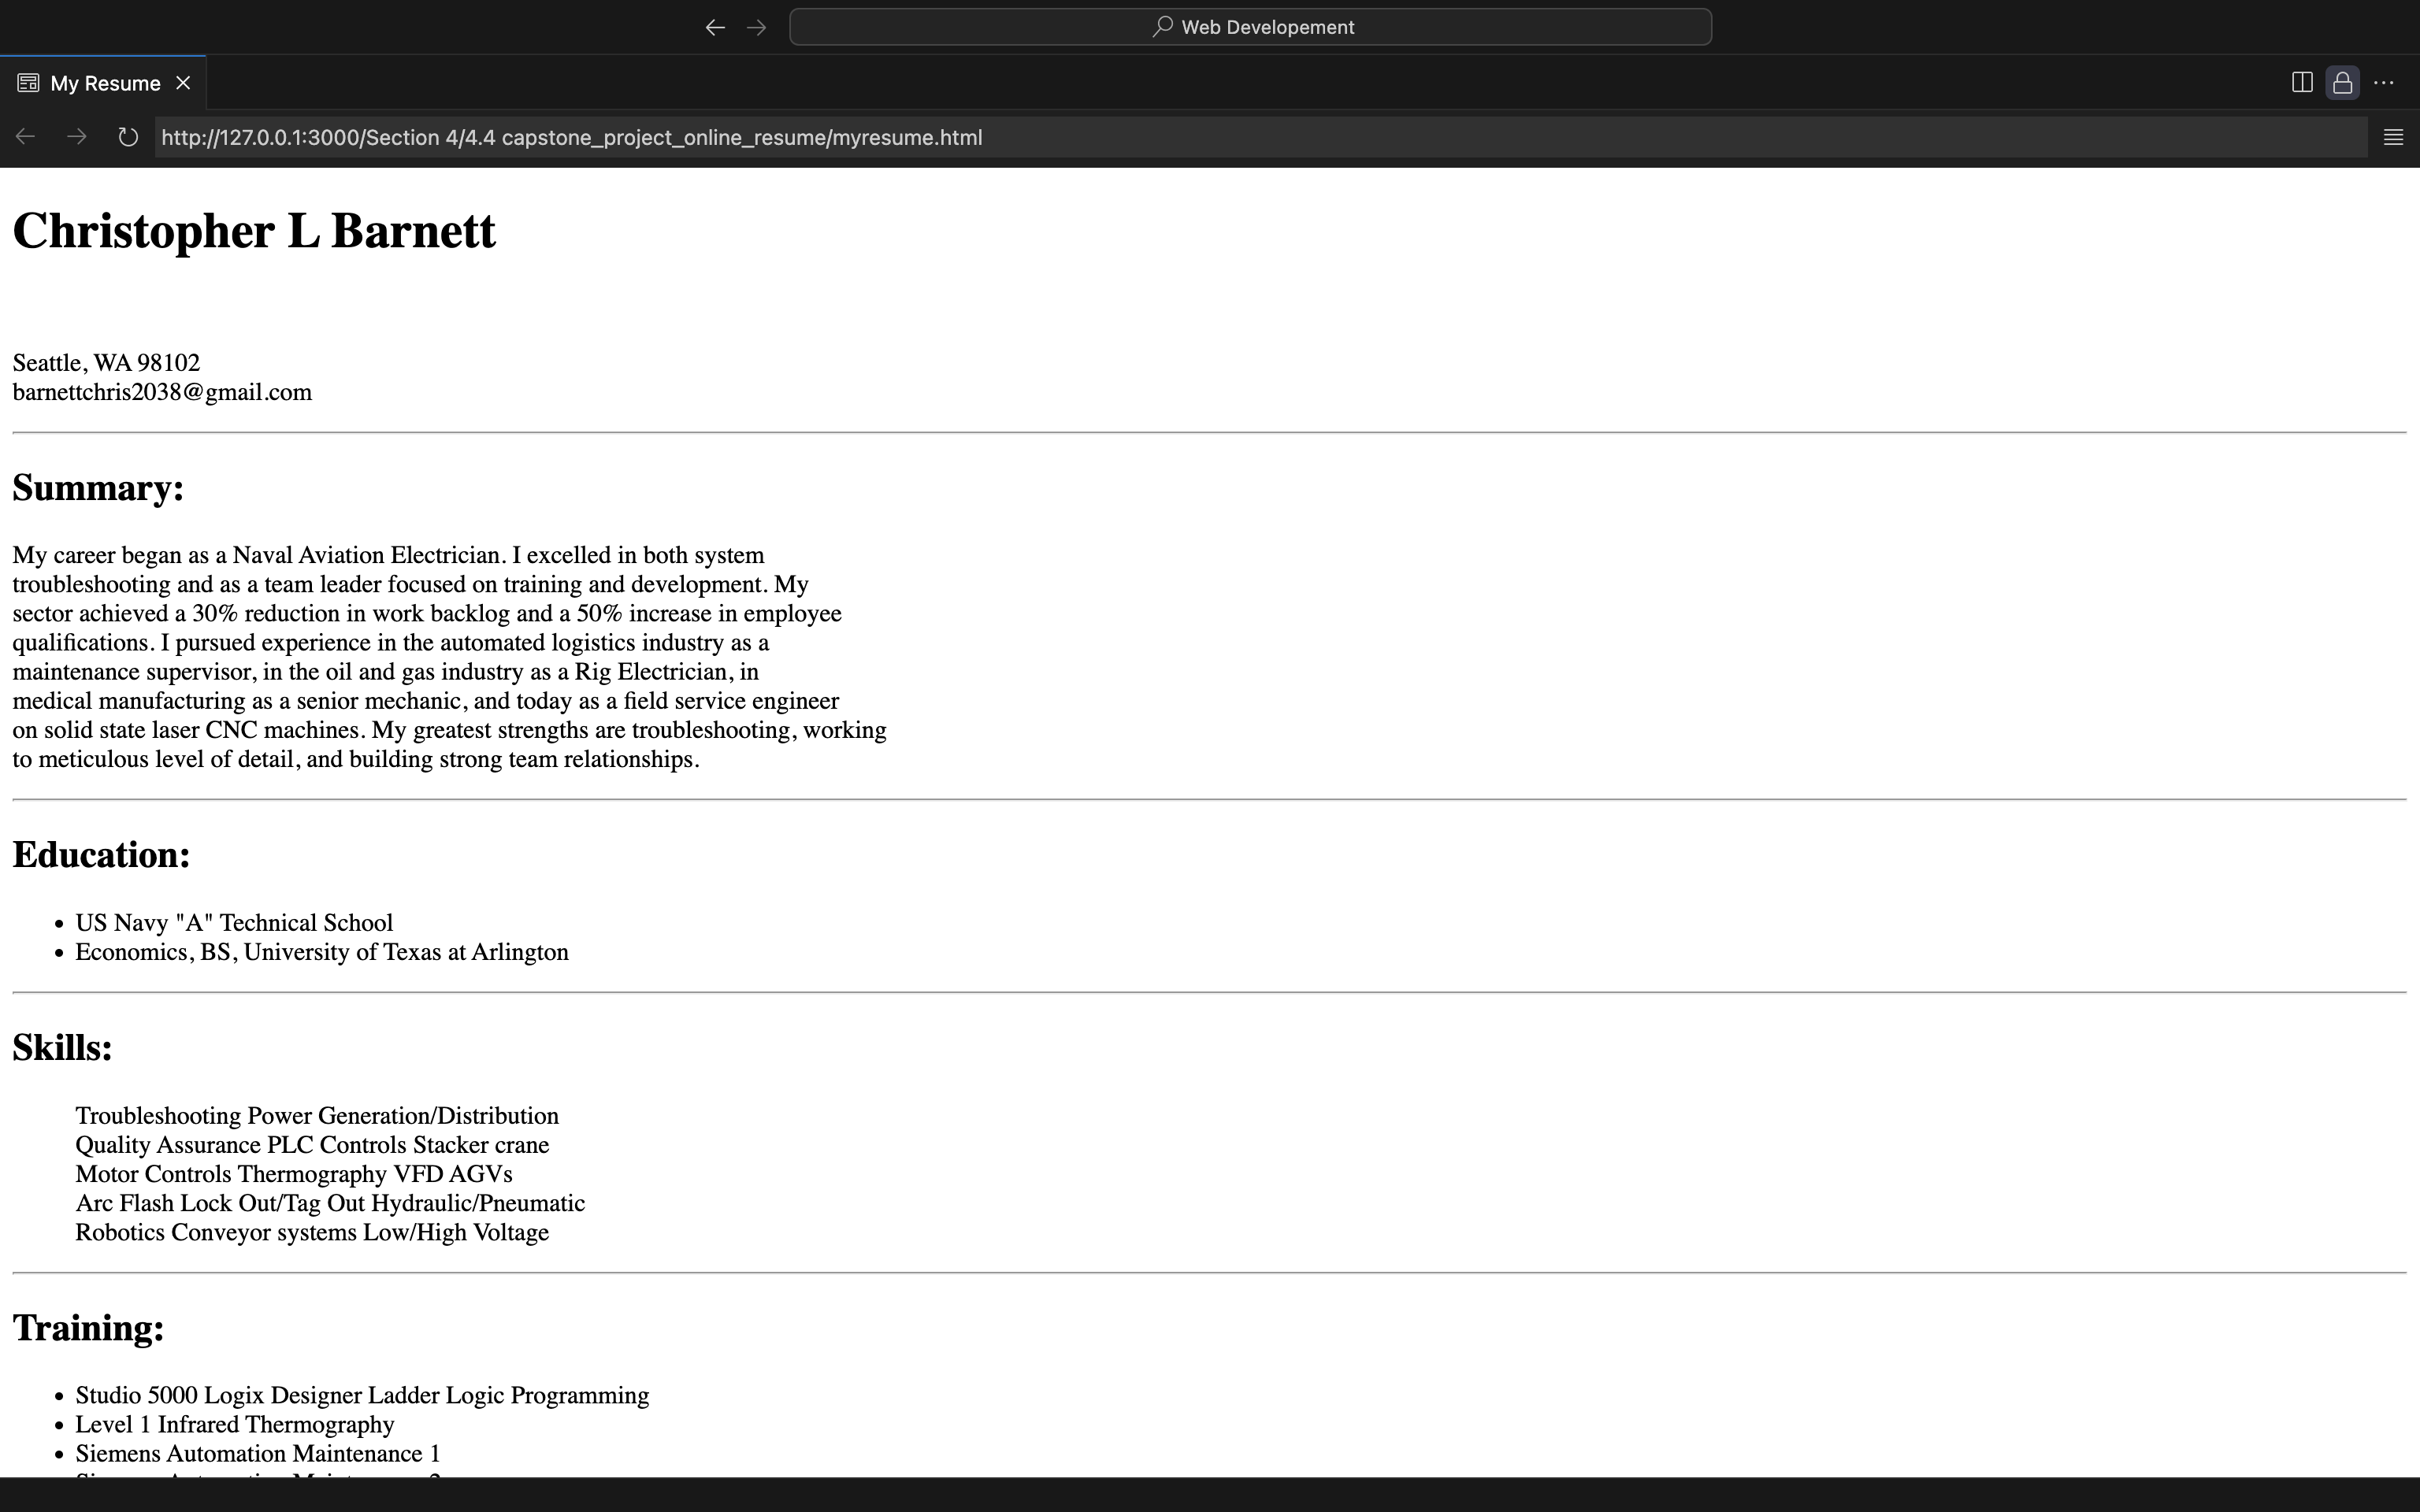 Web Developement
My Resume
http://127.0.0.1:3000/Section 4/4.4 capstone_project_online_resume/myresume.html
Christopher L Barnett
Seattle, WA 98102
barnettchris2038@gmail.com
Summary:
My career began as a Naval Aviation Electrician. I excelled in both system
troubleshooting and as a team leader focused on training and development. My
sector achieved a 30% reduction in work backlog and a 50% increase in employee
qualifications. I pursued experience in the automated logistics industry as a
maintenance supervisor, in the oil and gas industry as a Rig Electrician, in
medical manufacturing as a senior mechanic, and today as a field service engineer
on solid state laser CNC machines. My greatest strengths are troubleshooting, working
to meticulous level of detail, and building strong team relationships.
Education:
• US Navy "A" Technical School
• Economics, BS, University of Texas at Arlington
Skills:
Troubleshooting Power Generation/Distribution
Quality Assurance PLC Controls Stacker crane
Motor Controls Thermography VFD AGVs
Arc Flash Lock Out/Tag Out Hydraulic/Pneumatic
Robotics Conveyor systems Low/High Voltage
Training:
• Studio 5000 Logix Designer Ladder Logic Programming
• Level 1 Infrared Thermography
• Siemens Automation Maintenance 1